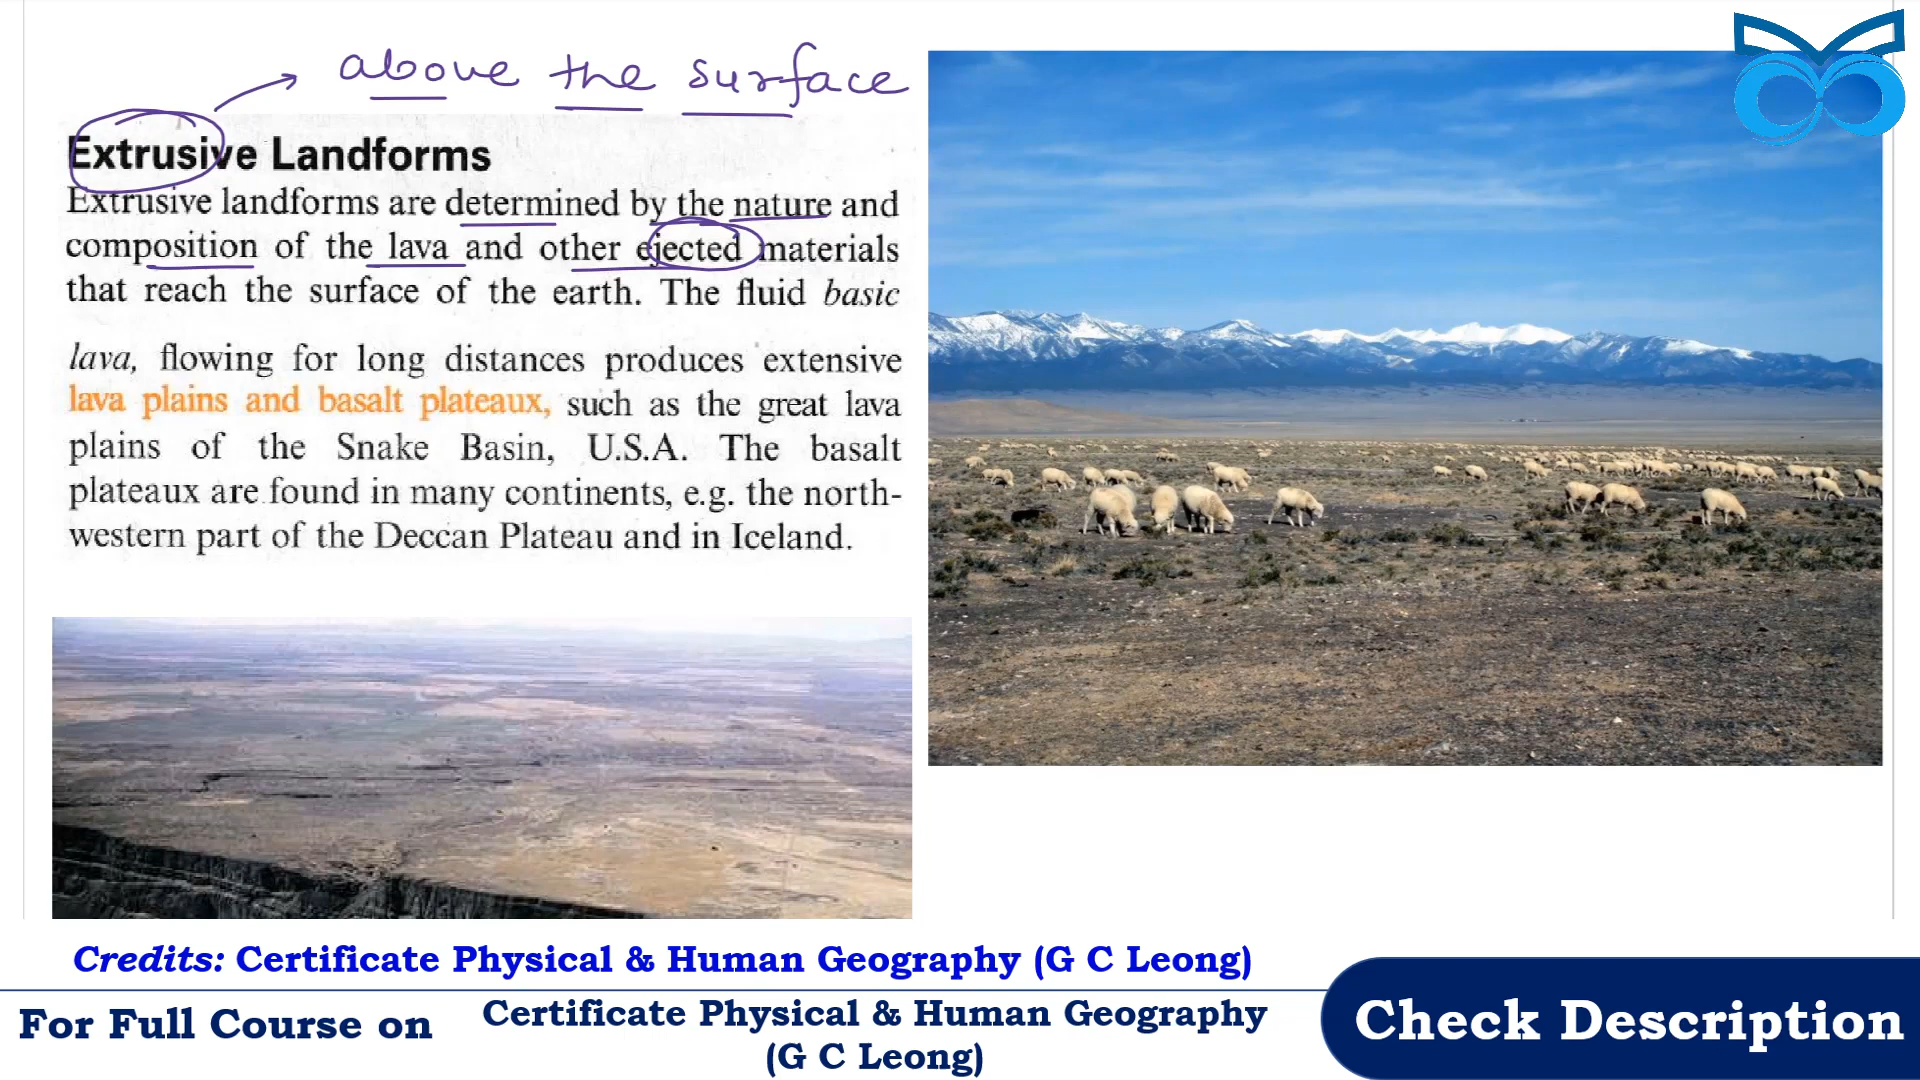 above the surface
Extrusive Landforms
Extrusive landforms are determined by the nature and
composition of the lava and other ejected materials
that reach the surface of the earth. The fluid basic
lava, flowing for long distances produces extensive
lava plains and basalt plateaux, such as the great lava
plains of the Snake Basin, U.S.A. The basalt
plateaux are found in many continents, e.g. the north-
western part of the Deccan Plateau and in Iceland.
Credits: Certificate Physical & Human Geography (G C Leong)
For Full Course on
Certificate Physical & Human Geography
(G C Leong)
Check Description